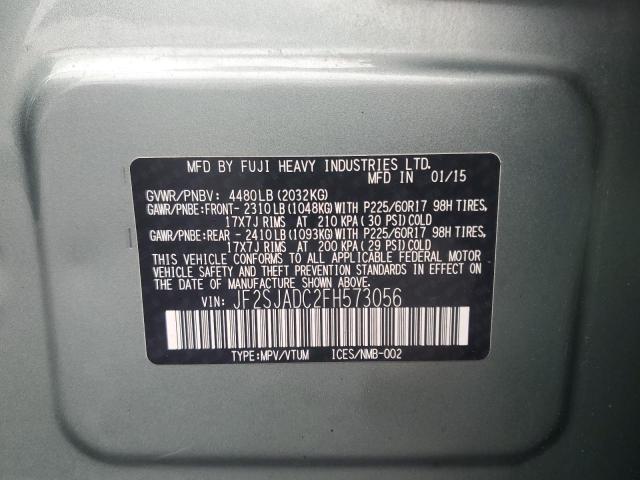 MFD BY FUJI HEAVY INDUSTRIES LTD.
MFD IN 01/15
GVWR/PNBV: 4480LB (2032KG)
GAWR/PNBE:FRONT- 2310LB (1048KG)WITH P225/60R17 98H TIRES,
17X7J RIMS AT 210 KPA (30 PSI)COLD
GAWR/PNBE:REAR - 2410LB (1093KG)WITH P225/60R17 98H TIRES,
17X7J RIMS AT 200 KPA (29 PSI)COLD
THIS VEHICLE CONFORMS TO ALL APPLICABLE FEDERAL MOTOR
VEHICLE SAFETY AND THEFT PREVENTION STANDARDS IN EFFECT ON
THE DATE OF MANUFACTURE SHOWN ABOVE.
VIN: JF2SJADC2FH573056
TYPE:MPV/VTUM ICES/NMB-002